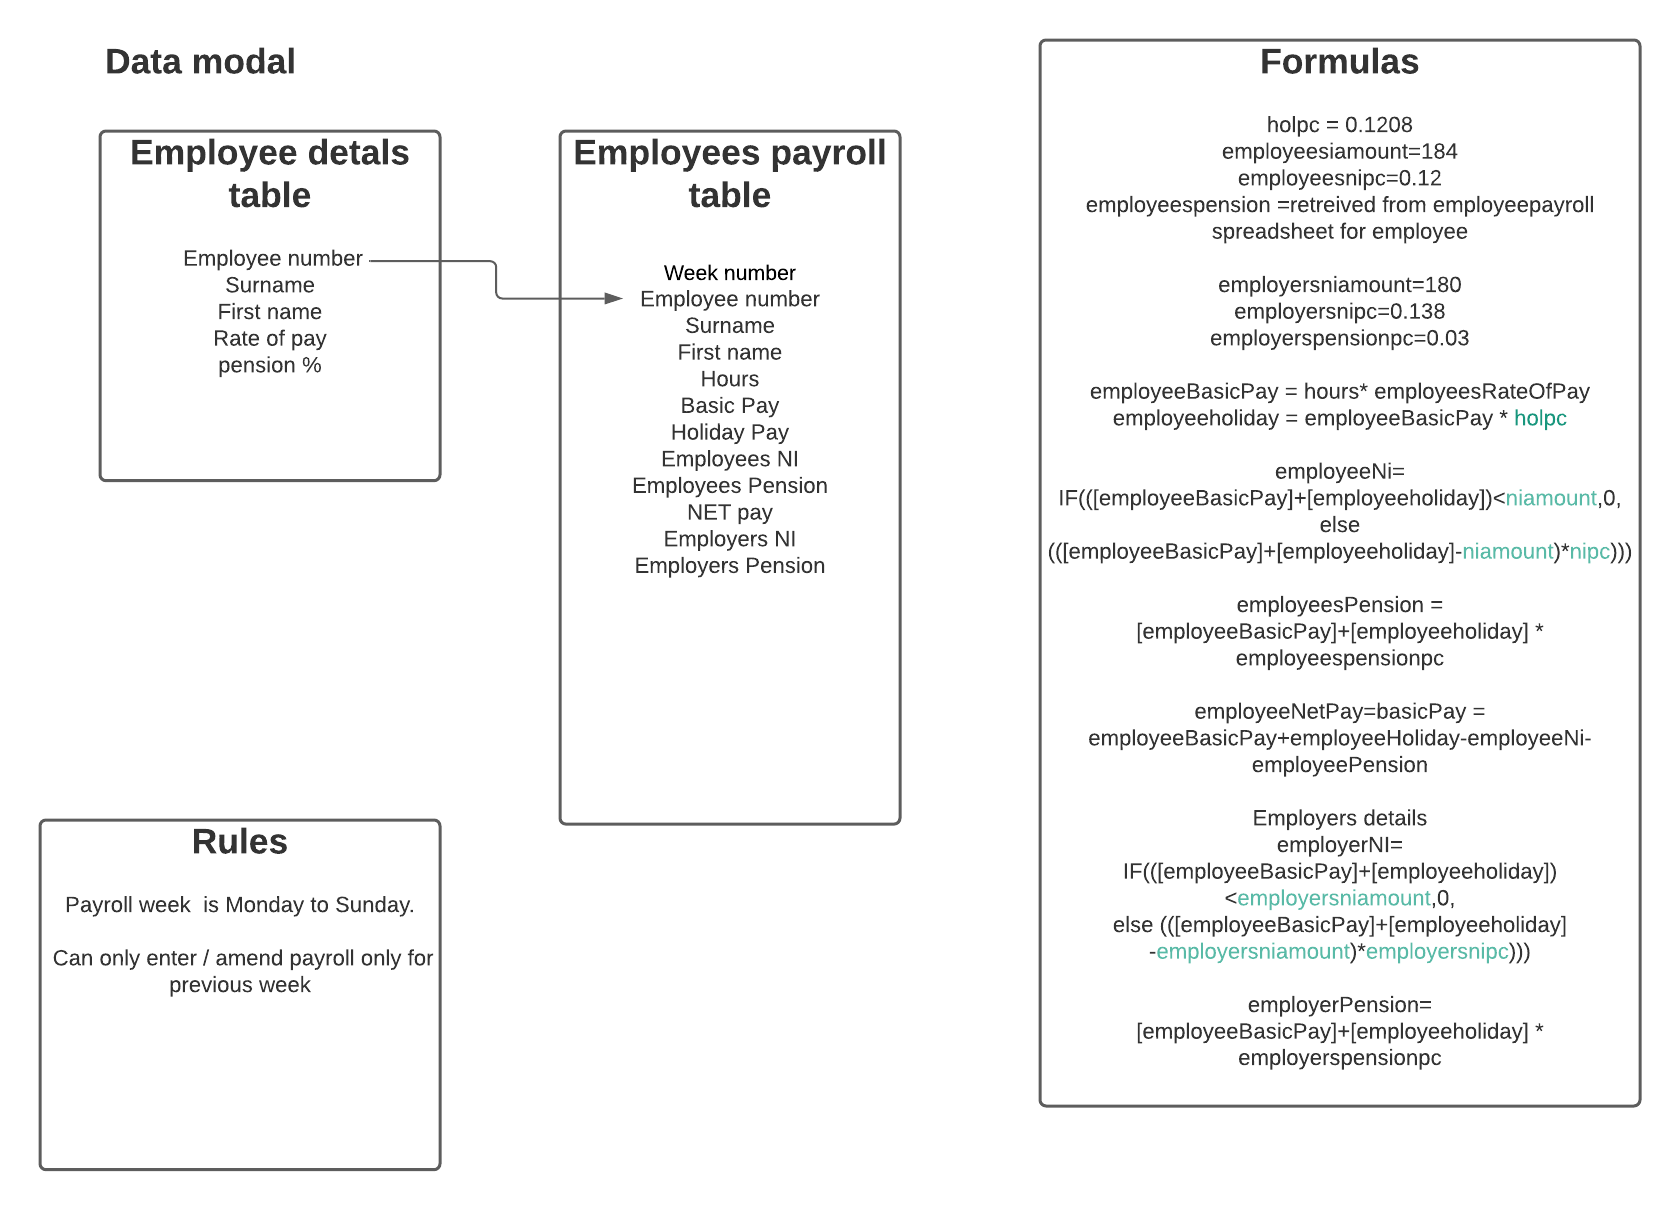 Data modal
Employee detals
table
Employee number
Surname
First name
Rate of pay
pension %
Employees payroll
table
Week number
Employee number
Surname
First name
Hours
Basic Pay
Holiday Pay
Employees NI
Employees Pension
NET pay
Employers NI
Employers Pension
Rules
Payroll week  is Monday to Sunday.
Can only enter / amend payroll only for
previous week
Formulas
holpc = 0.1208
employeesiamount=184
employeesnipc=0.12
employeespension =retreived from employeepayroll
spreadsheet for employee
employersniamount=180
employersnipc=0.138
employerspensionpc=0.03
employeeBasicPay = hours* employeesRateOfPay
employeeholiday = employeeBasicPay * holpc
employeeNi=
IF(([employeeBasicPay]+[employeeholiday])<niamount,0,
else
(([employeeBasicPay]+[employeeholiday]-niamount)*nipc)))
employeesPension =
[employeeBasicPay]+[employeeholiday] *
employeespensionpc
employeeNetPay=basicPay =
employeeBasicPay+employeeHoliday-employeeNi-
employeePension
Employers details
employerNI=
IF(([employeeBasicPay]+[employeeholiday])
<employersniamount,0,
else (([employeeBasicPay]+[employeeholiday]
-employersniamount)*employersnipc)))
employerPension=
[employeeBasicPay]+[employeeholiday] *
employerspensionpc